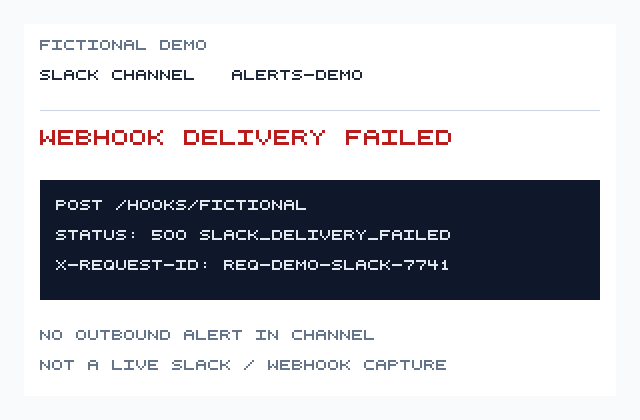 FICTIONAL DEMO
SLACK CHANNEL ALERTS-DEMO
WEBHOOK DELIVERY FAILED
POST /HOOKS/FICTIONAL
STATUS: 500 SLACK_DELIVERY_FAILED
X-REQUEST-ID: REQ-DEMO-SLACK-7741
NO OUTBOUND ALERT IN CHANNEL
NOT A LIVE SLACK / WEBHOOK CAPTURE